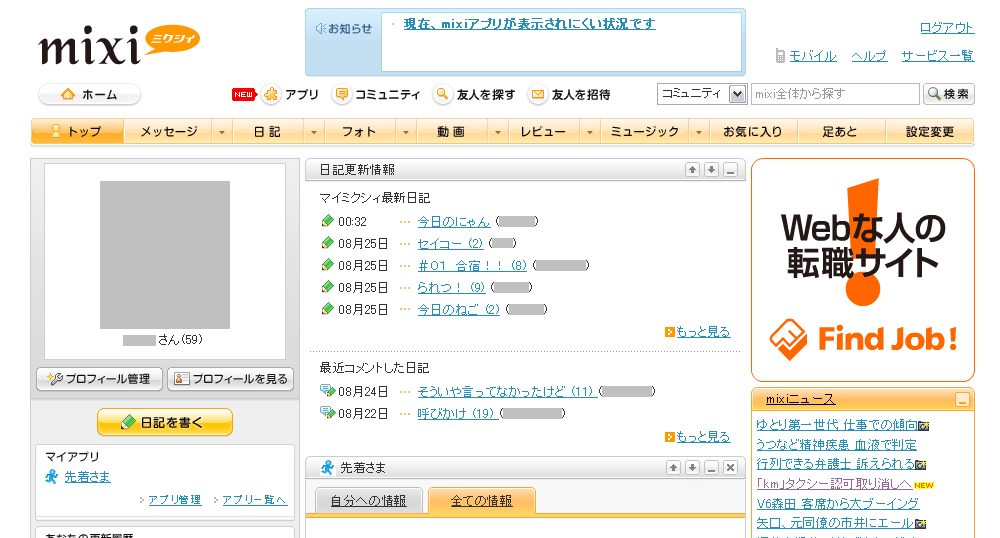 mixi ミクシィ
お知らせ
現在、mixiアプリが表示されにくい状況です
ログアウト
モバイル ヘルプ サービス一覧
ホーム
NEW アプリ コミュニティ 友人を探す 友人を招待
コミュニティ mixi全体から探す 検索
トップ メッセージ 日記 フォト 動画 レビュー ミュージック お気に入り 足あと 設定変更
さん(59)
プロフィール管理 プロフィールを見る
日記を書く
マイアプリ
先着さま
アプリ管理 アプリ一覧へ
日記更新情報
マイミクシィ最新日記
00:32 … 今日のにゃん ( )
08月25日 … セイコー (2) ( )
08月25日 … #01 合宿！！ (8) ( )
08月25日 … られつ！ (9) ( )
08月25日 … 今日のねご (2) ( )
もっと見る
最近コメントした日記
08月24日 … そういや言ってなかったけど (11) ( )
08月22日 … 呼びかけ (19) ( )
もっと見る
先着さま
自分への情報 全ての情報
Webな人の
転職サイト
Find Job!
mixiニュース
ゆとり第一世代 仕事での傾向
うつなど精神疾患 血液で判定
行列できる弁護士 訴えられる
「km」タクシー認可取り消しへ NEW
V6森田 客席から大ブーイング
矢口、元同僚の市井にエール